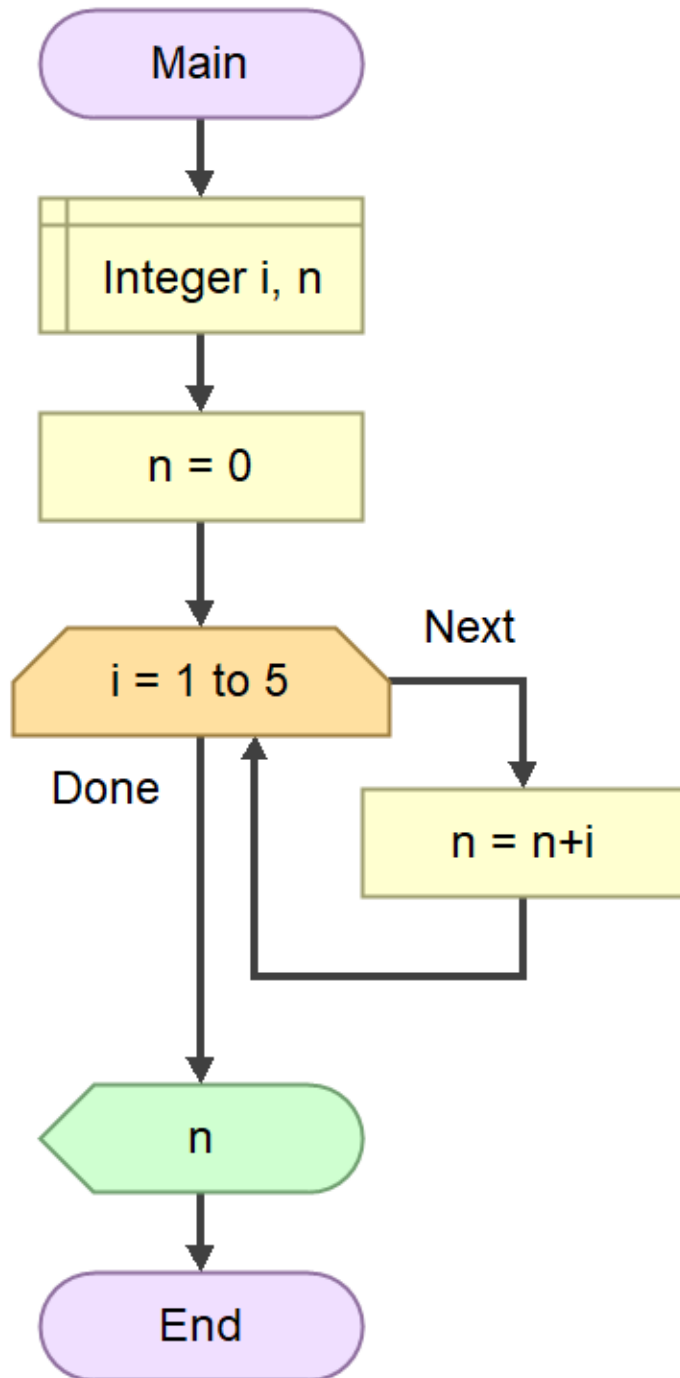 Main
Integer i, n
n = 0
i = 1 to 5
Next
Done
n = n+i
n
End